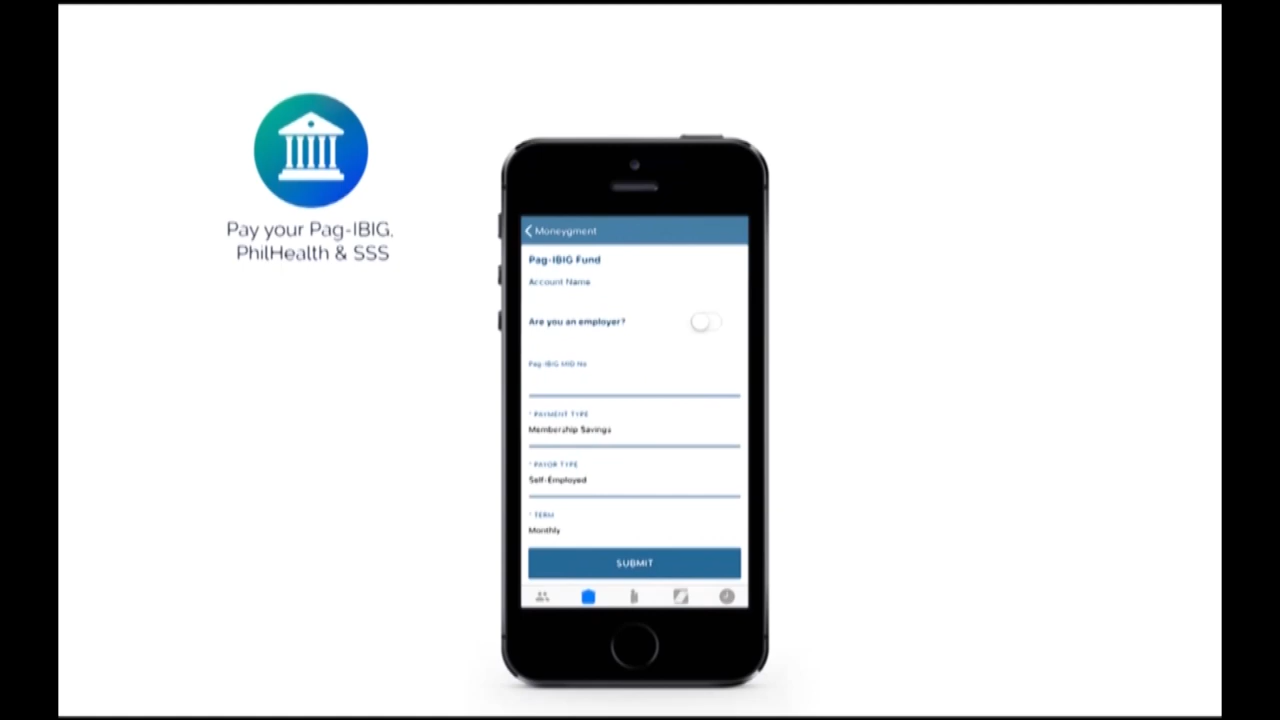 Pay your Pag-IBIG,
PhilHealth & SSS
Moneygment
Pag-IBIG Fund
Account Name
Are you an employer?
Pag-IBIG MID No
* PAYMENT TYPE
Membership Savings
* PAYOR TYPE
Self-Employed
* TERM
Monthly
SUBMIT